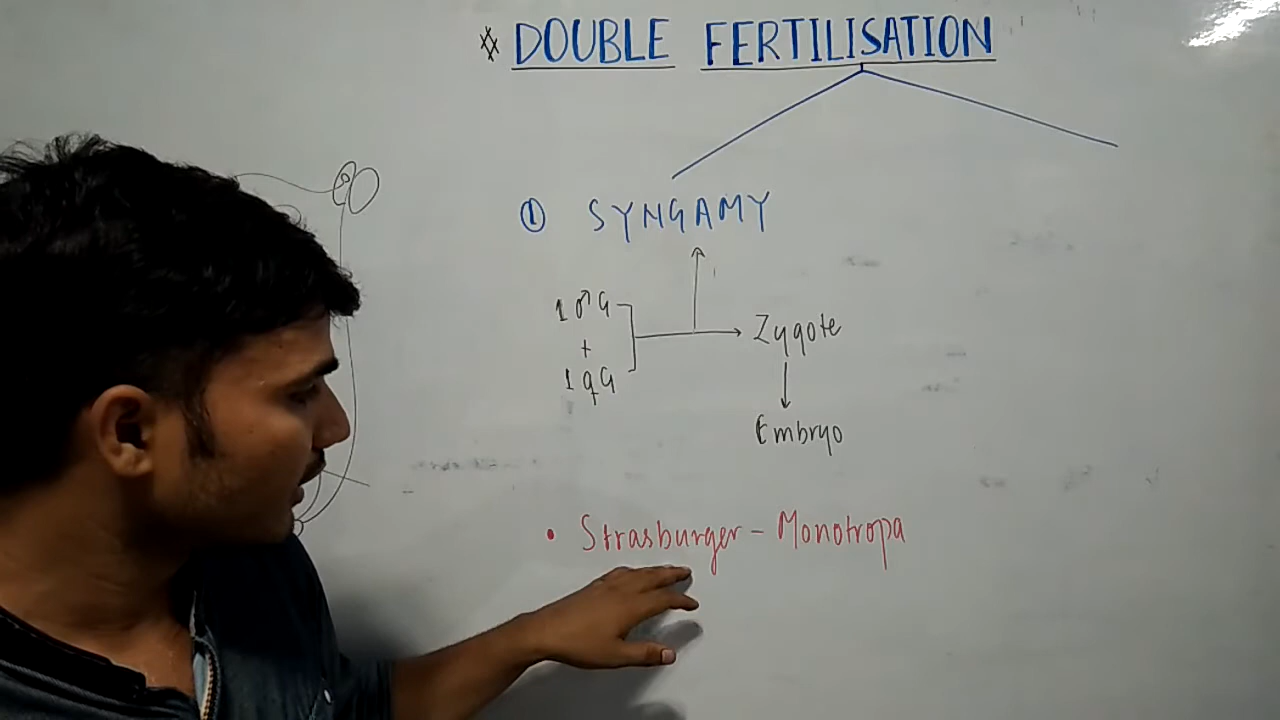 * DOUBLE FERTILISATION
① SYNGAMY
1 ♂ G
+
1 ♀ G
Zygote
Embryo
• Strasburger - Monotropa